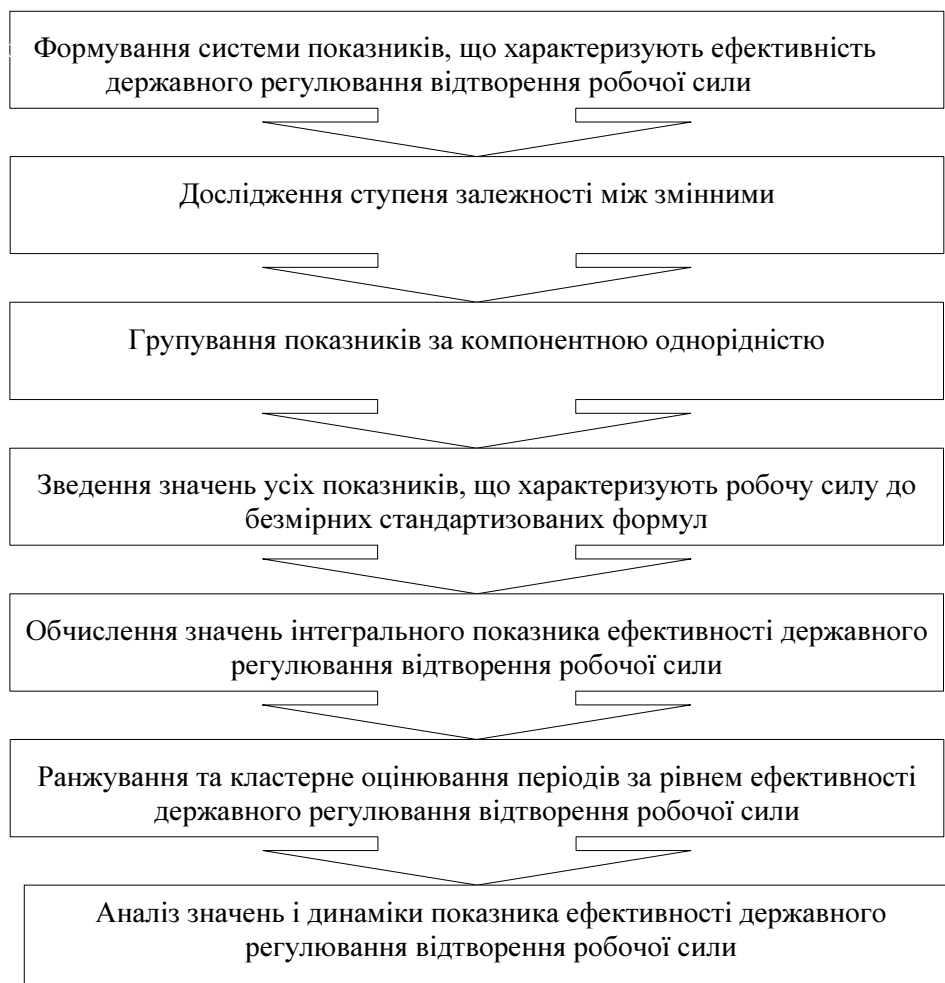 Формування системи показників, що характеризують ефективність
державного регулювання відтворення робочої сили
Дослідження ступеня залежності між змінними
Групування показників за компонентною однорідністю
Зведення значень усіх показників, що характеризують робочу силу до
безмірних стандартизованих формул
Обчислення значень інтегрального показника ефективності державного
регулювання відтворення робочої сили
Ранжування та кластерне оцінювання періодів за рівнем ефективності
державного регулювання відтворення робочої сили
Аналіз значень і динаміки показника ефективності державного
регулювання відтворення робочої сили